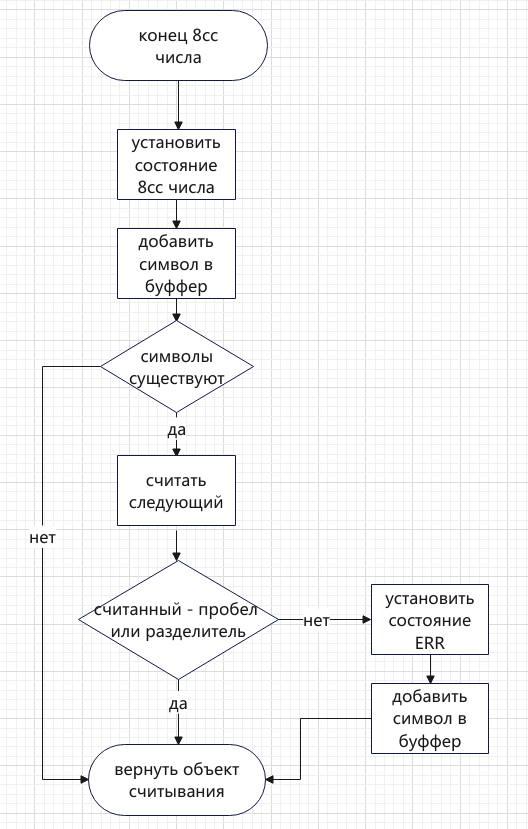 конец 8сс
числа
установить
состояние
8сс числа
добавить
символ в
буффер
символы
существуют
да
считать
следующий
нет
считанный - пробел
или разделитель
нет
установить
состояние
ERR
добавить
символ в
буффер
да
вернуть объект
считывания